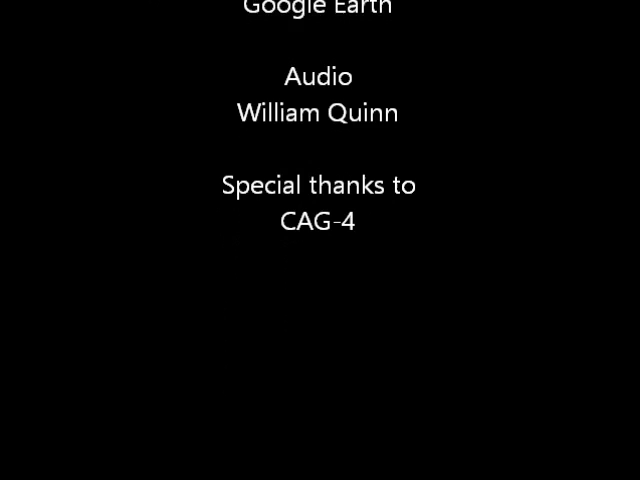 Google Earth
Audio
William Quinn
Special thanks to
CAG-4